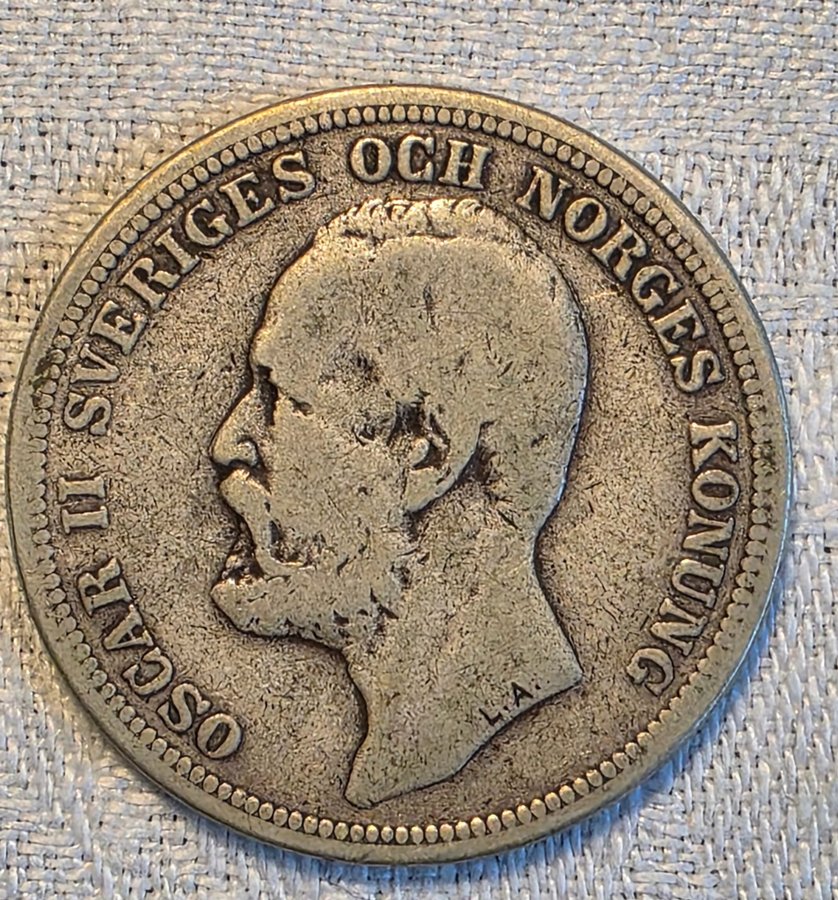 OSCAR II SVERIGES OCH NORGES KONUNG
L.A.